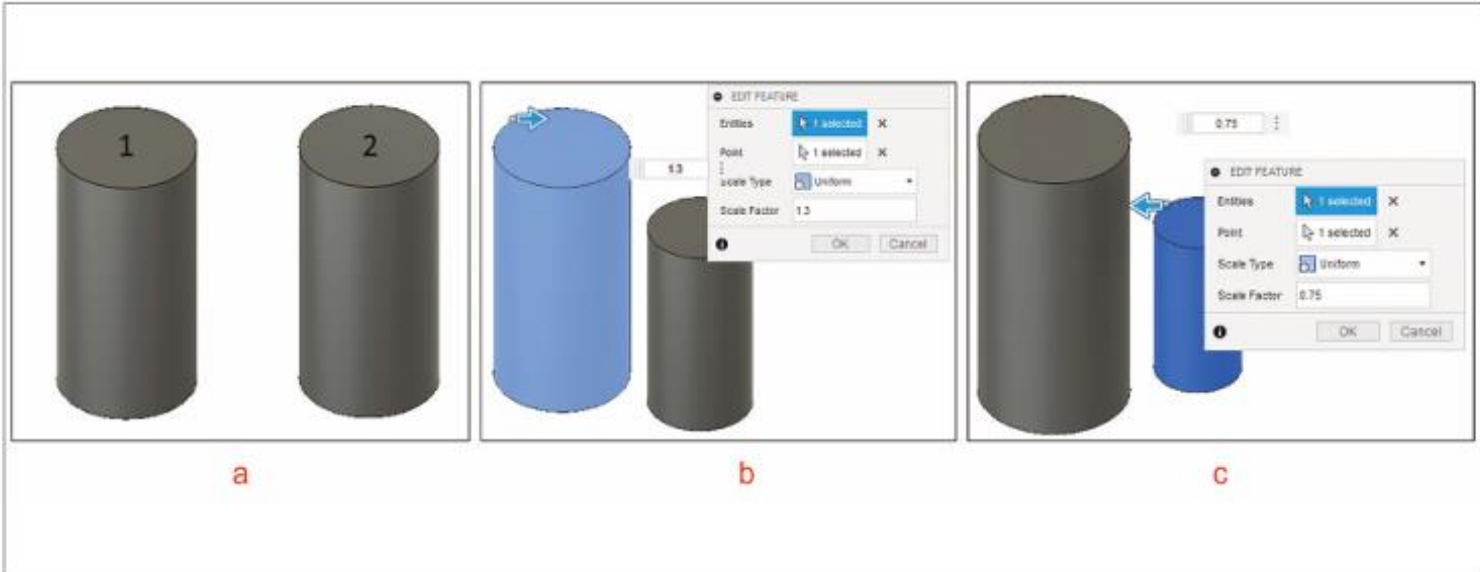 1
2
EDIT FEATURE
Entities 1 selected
Point 1 selected
1.3
Scale Type Uniform
Scale Factor 1.3
OK Cancel
0.75
EDIT FEATURE
Entities 1 selected
Point 1 selected
Scale Type Uniform
Scale Factor 0.75
OK Cancel
a
b
c